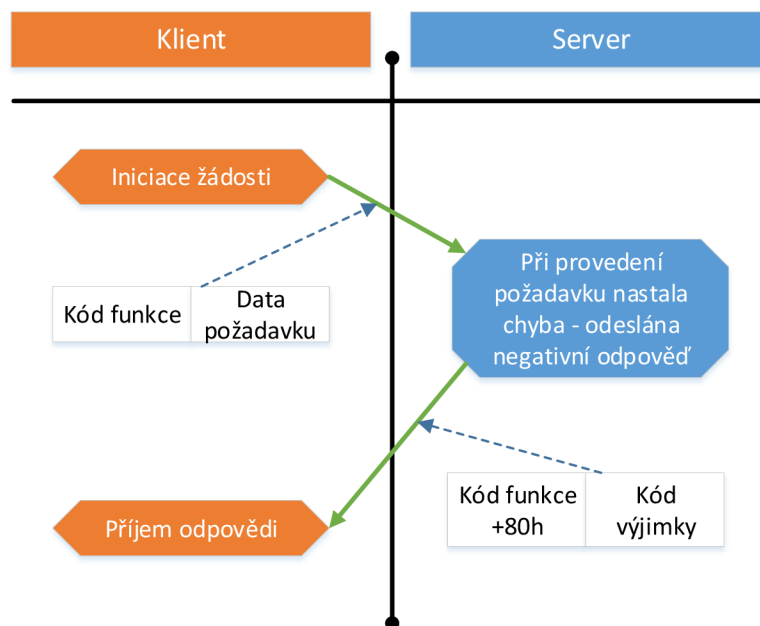 Klient
Server
Iniciace žádosti
Kód funkce
Data
požadavku
Při provedení
požadavku nastala
chyba - odeslána
negativní odpověď
Kód funkce
+80h
Kód
výjimky
Příjem odpovědi